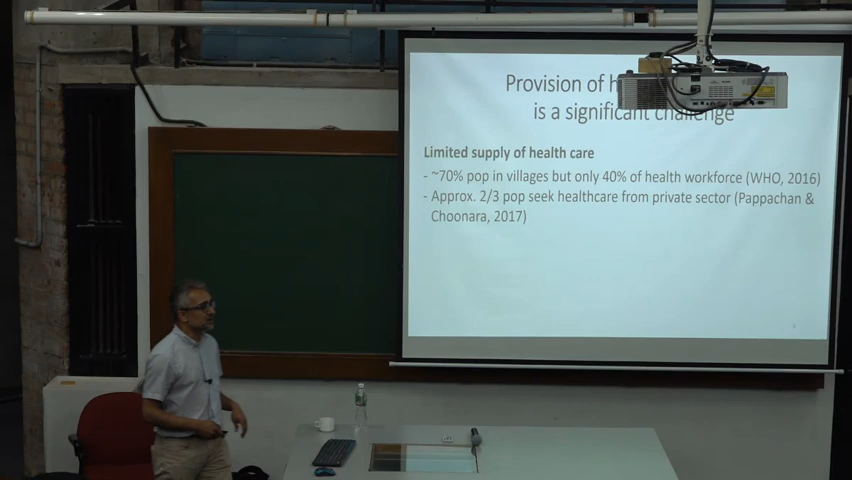 Provision of h
is a significant challenge
Limited supply of health care
- ~70% pop in villages but only 40% of health workforce (WHO, 2016)
- Approx. 2/3 pop seek healthcare from private sector (Pappachan &
Choonara, 2017)